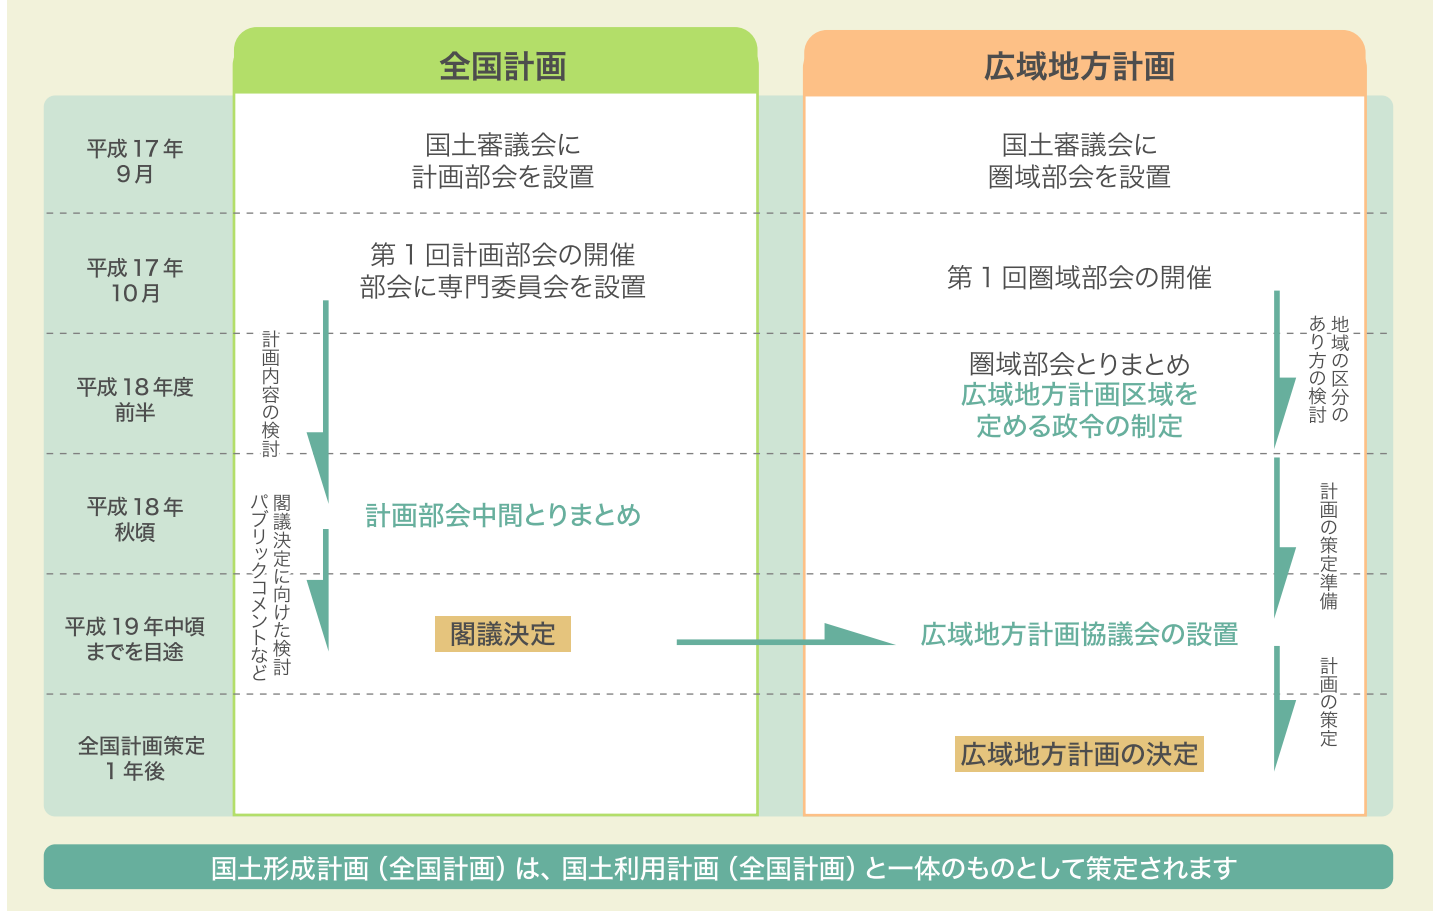 全国計画
広域地方計画
平成17年
9月
国土審議会に
計画部会を設置
国土審議会に
圏域部会を設置
平成17年
10月
第1回計画部会の開催
部会に専門委員会を設置
第1回圏域部会の開催
計画内容の検討
地域の区分の
あり方の検討
平成18年度
前半
圏域部会とりまとめ
広域地方計画区域を
定める政令の制定
平成18年
秋頃
閣議決定に向けた検討
パブリックコメントなど
計画部会中間とりまとめ
計画の策定準備
平成19年中頃
までを目途
閣議決定
広域地方計画協議会の設置
計画の策定
全国計画策定
1年後
広域地方計画の決定
国土形成計画（全国計画）は、国土利用計画（全国計画）と一体のものとして策定されます